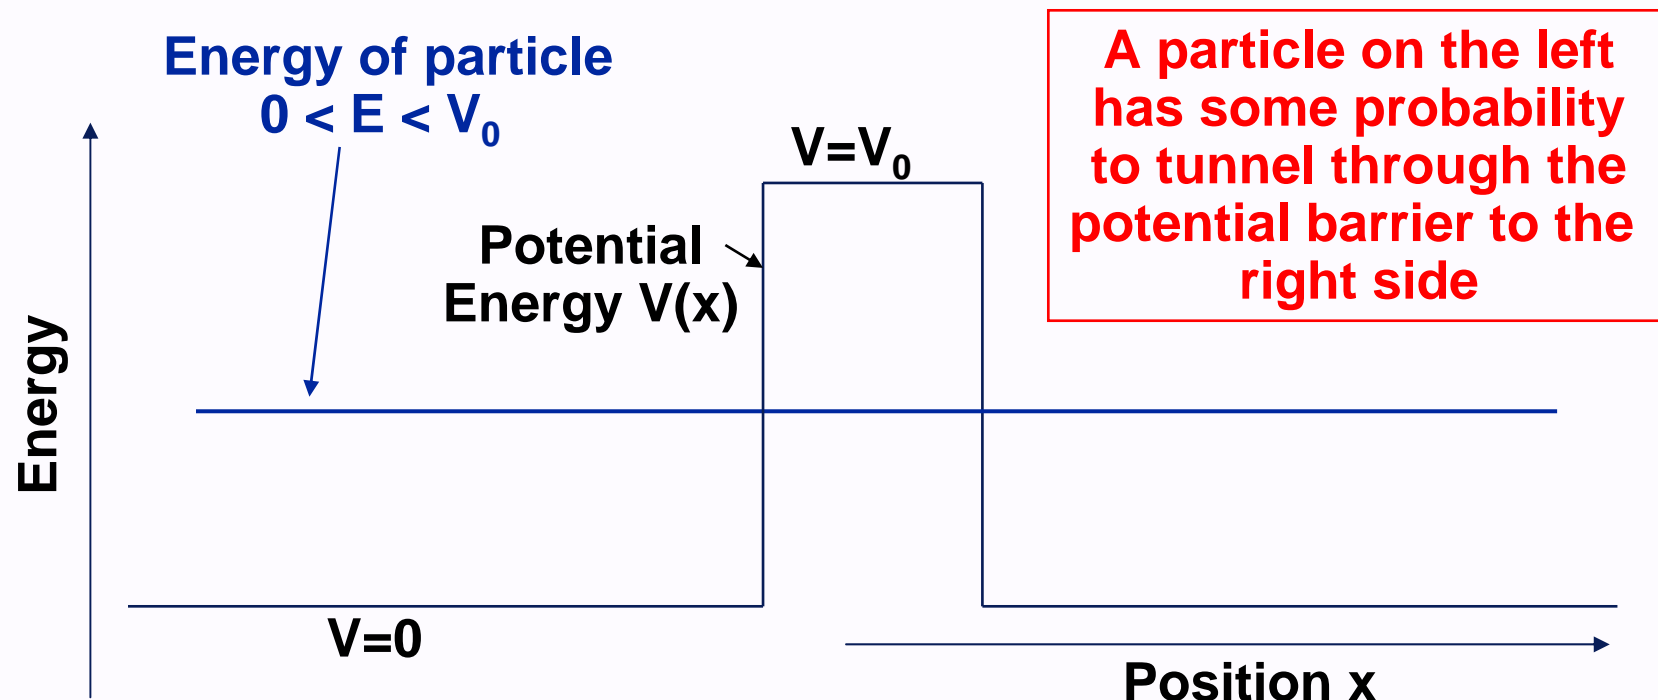 Energy of particle
0 < E < V₀
A particle on the left
has some probability
to tunnel through the
potential barrier to the
right side
V=V₀
Potential
Energy V(x)
Energy
V=0
Position x